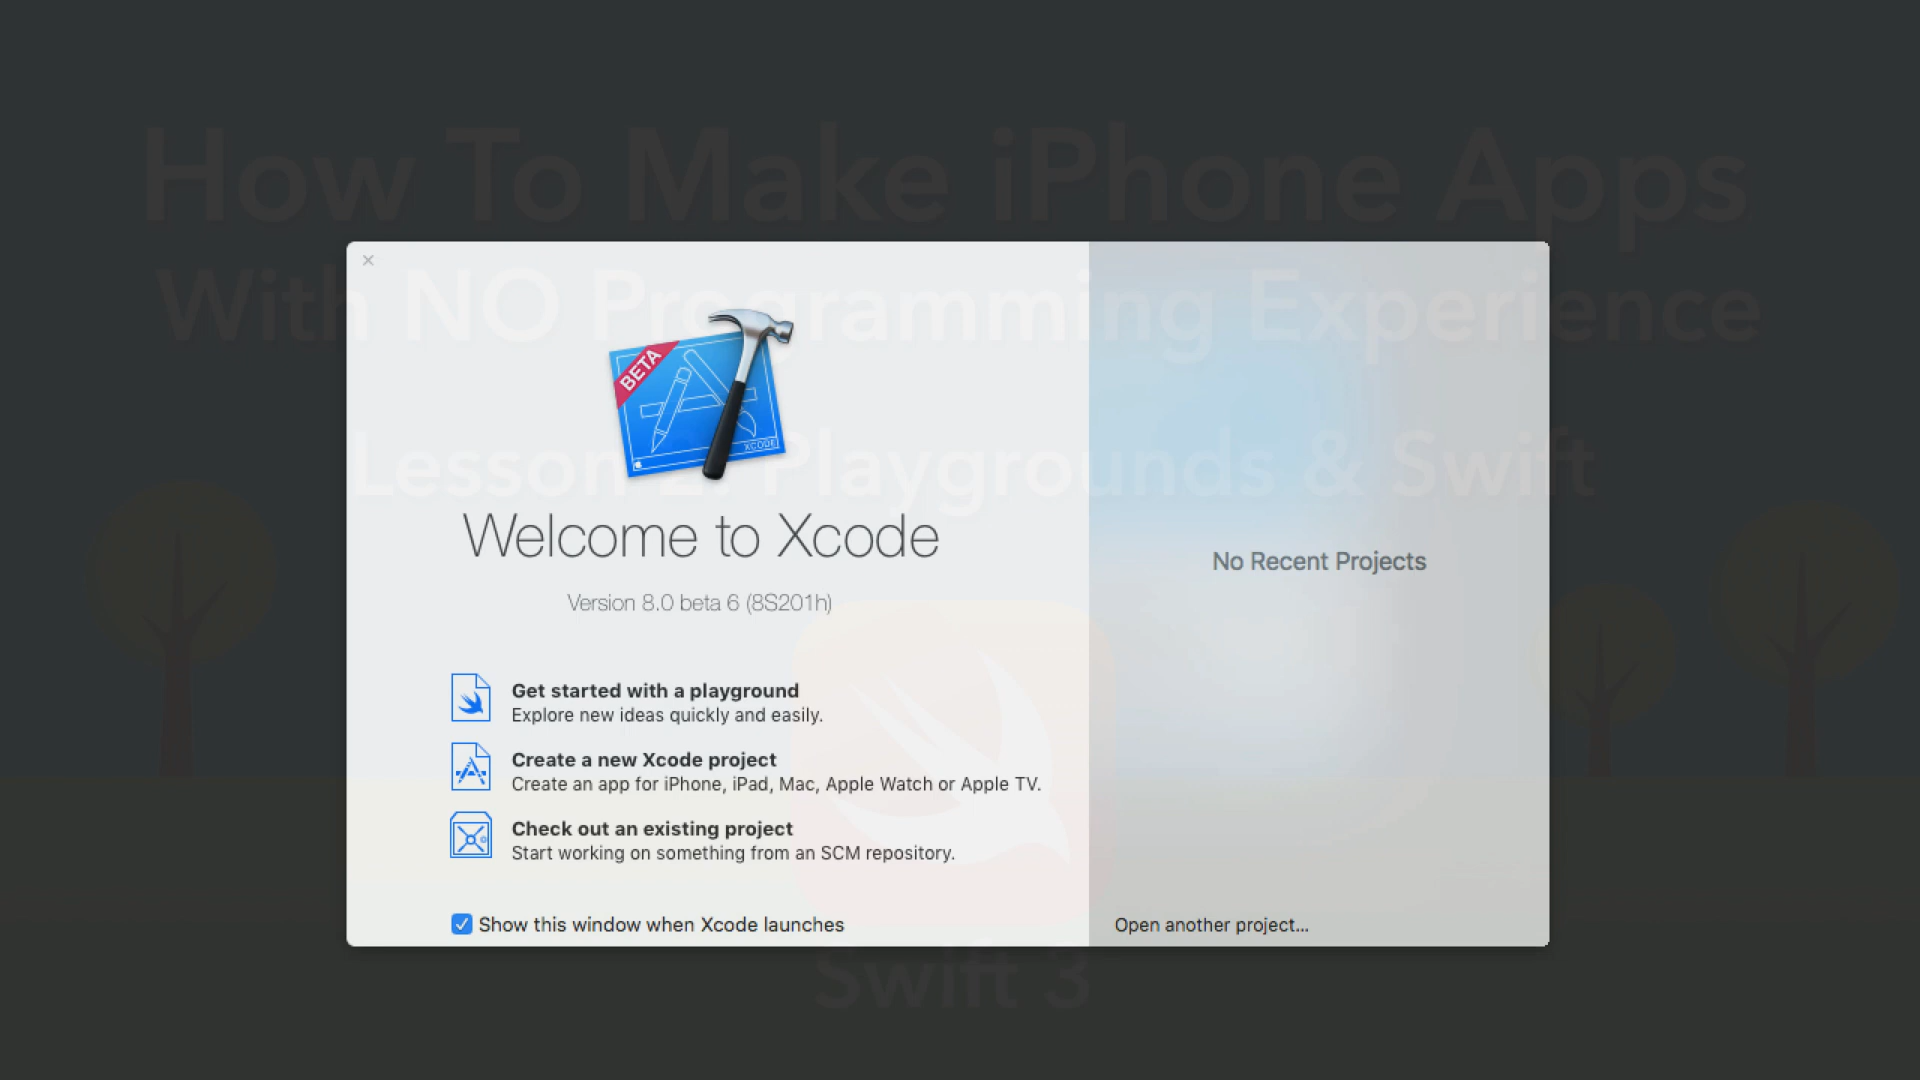 How To Make iPhone Apps
With NO Programming Experience
Lesson 2: Playgrounds & Swift
BETA
XCODE
Welcome to Xcode
Version 8.0 beta 6 (8S201h)
No Recent Projects
Get started with a playground
Explore new ideas quickly and easily.
Create a new Xcode project
Create an app for iPhone, iPad, Mac, Apple Watch or Apple TV.
Check out an existing project
Start working on something from an SCM repository.
Show this window when Xcode launches
Open another project...
Swift 3